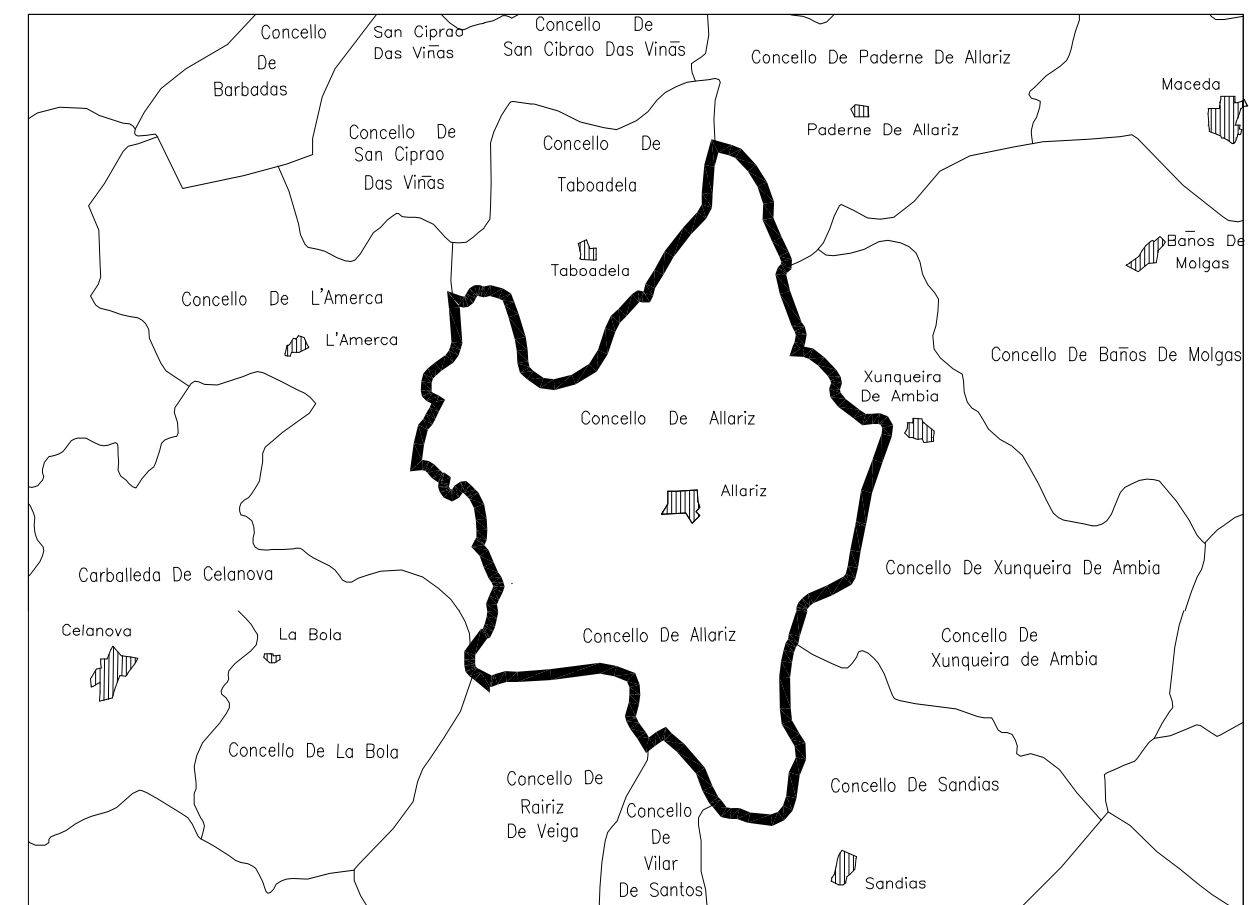 Concello
De
Barbadas
San Ciprao
Das Viñas
Concello De
San Cibrao Das Viñas
Concello De Paderne De Allariz
Paderne De Allariz
Maceda
Concello De
San Ciprao
Das Viñas
Concello De
Taboadela
Taboadela
Baños De
Molgas
Concello De L'Amerca
L'Amerca
Concello De Baños De Molgas
Xunqueira
De Ambia
Concello De Allariz
Allariz
Carballeda De Celanova
Celanova
La Bola
Concello De Allariz
Concello De Xunqueira De Ambia
Concello De
Xunqueira de Ambia
Concello De La Bola
Concello De
Rairiz
De Veiga
Concello
De
Vilar
De Santos
Concello De Sandias
Sandias